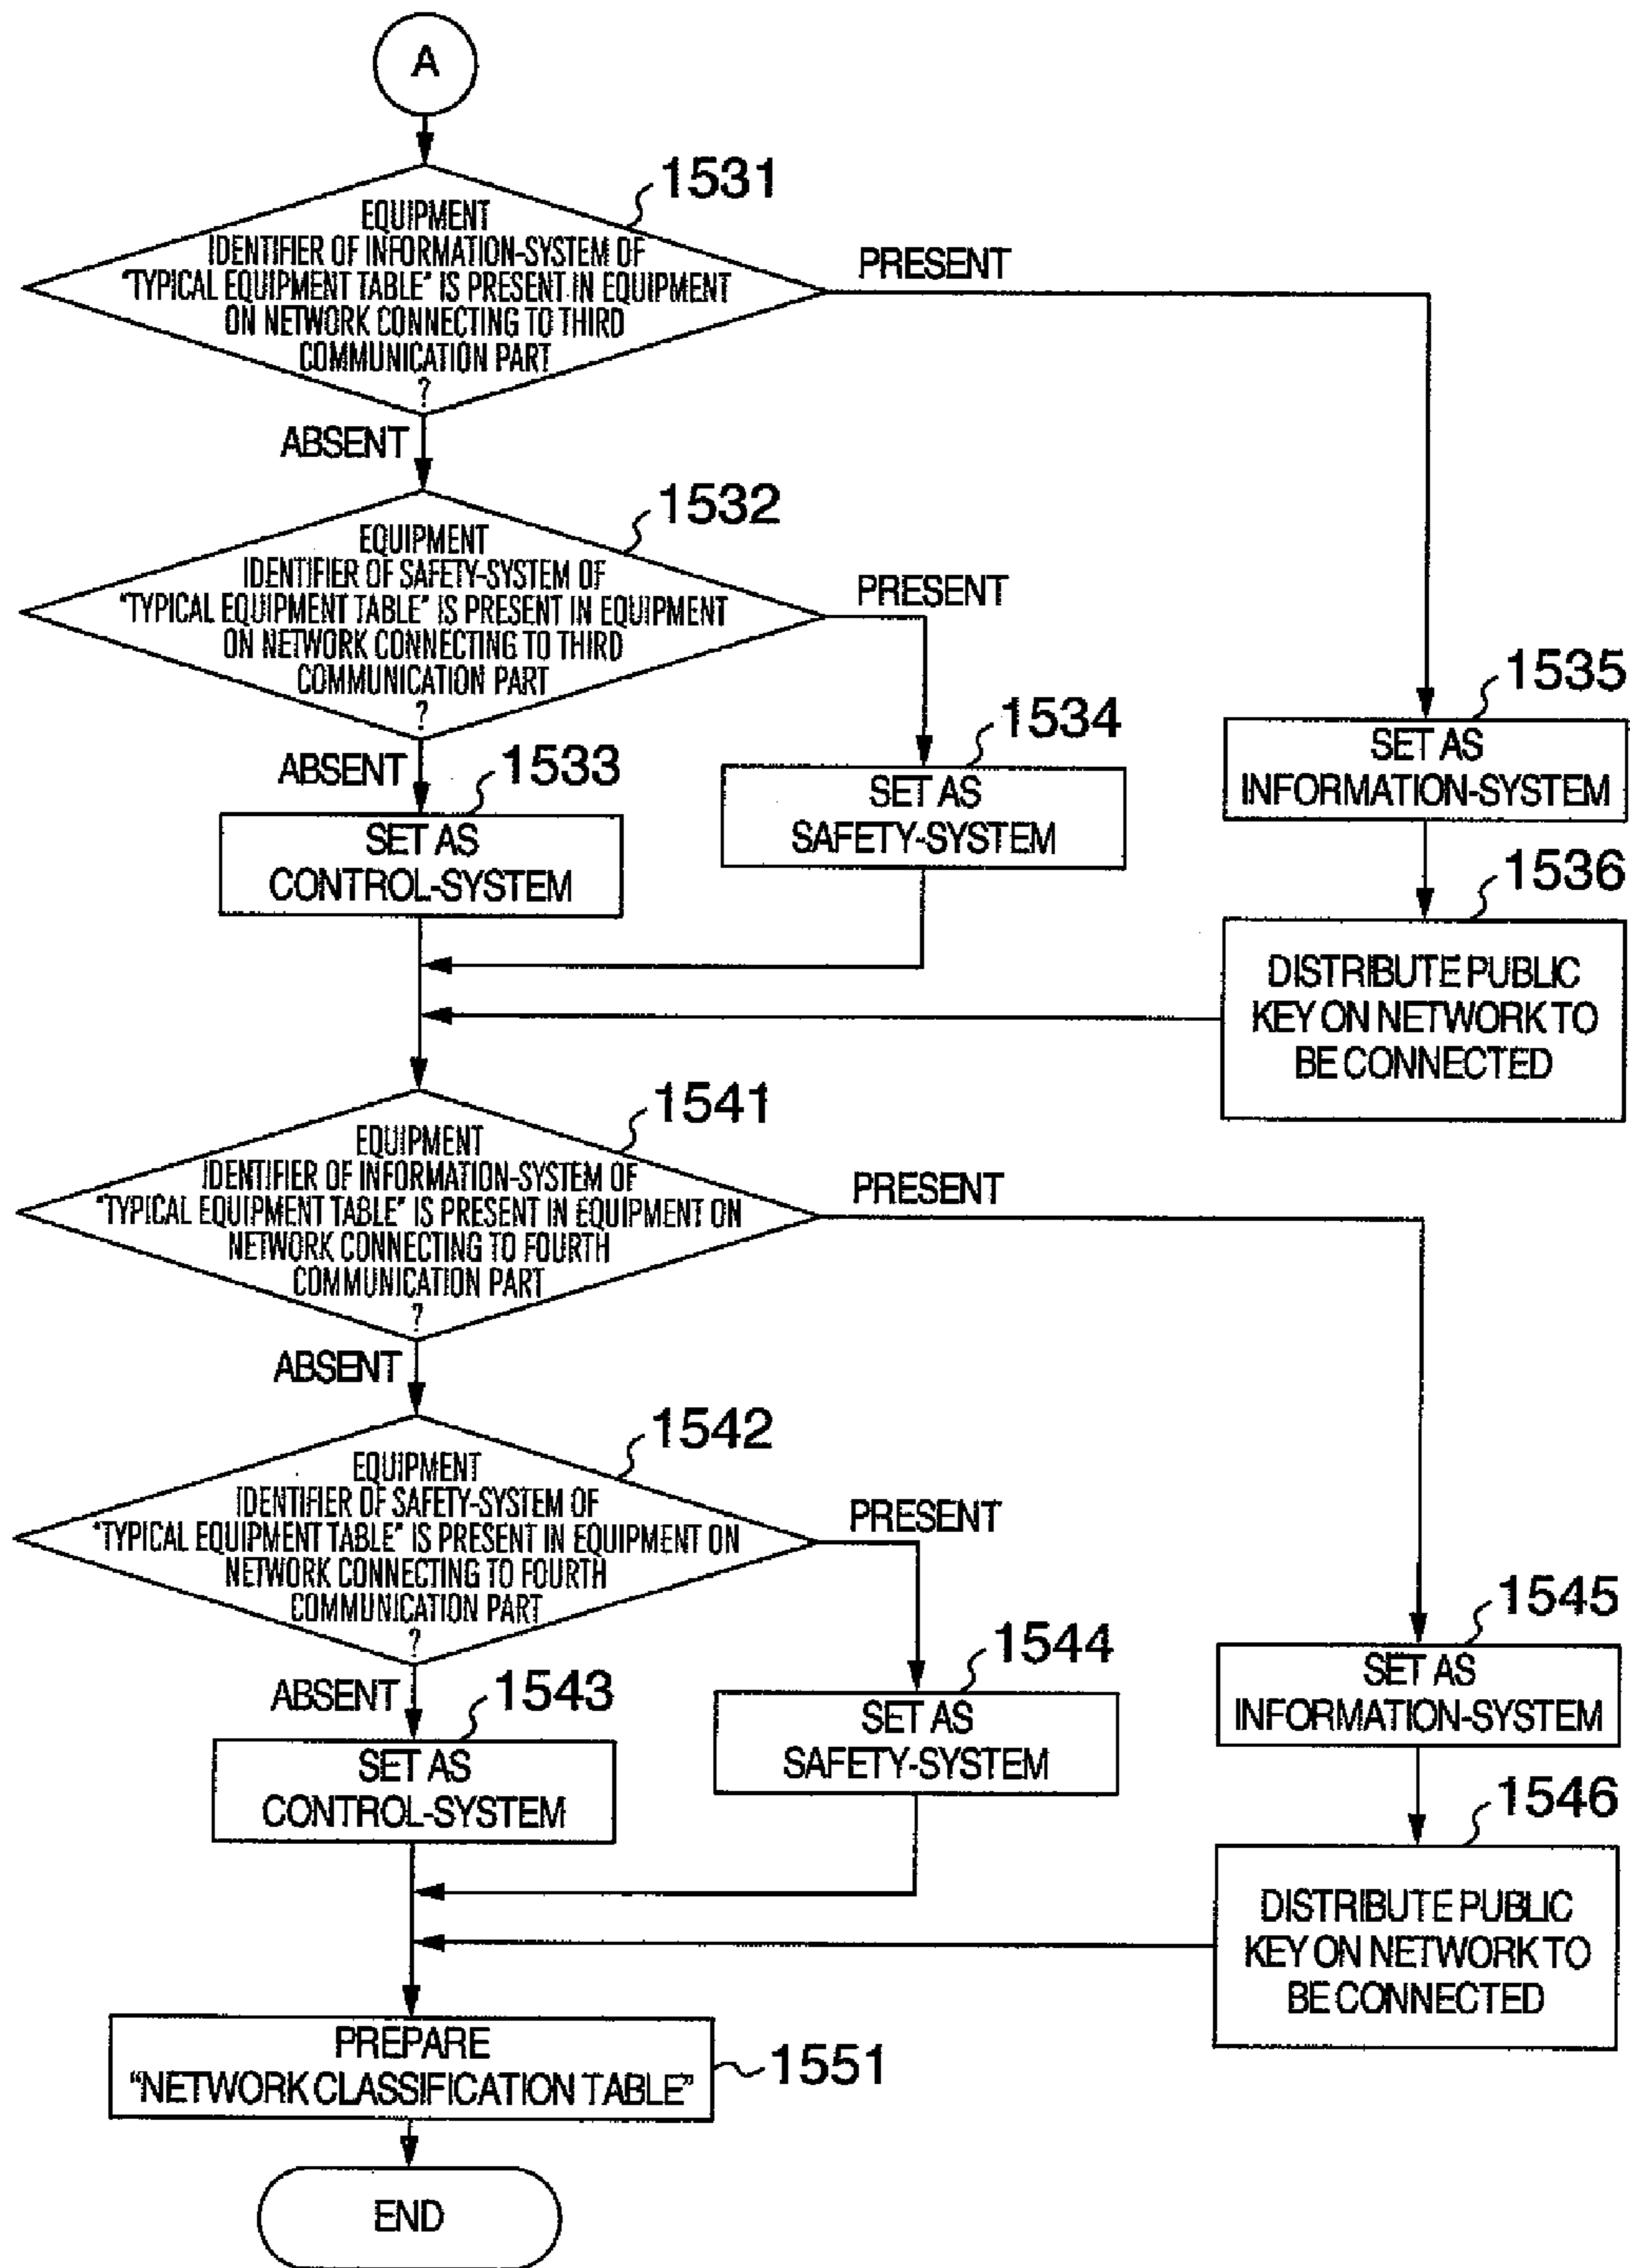 A
1531
EQUIPMENT
IDENTIFIER OF INFORMATION-SYSTEM OF
"TYPICAL EQUIPMENT TABLE" IS PRESENT IN EQUIPMENT
ON NETWORK CONNECTING TO THIRD
COMMUNICATION PART
?
PRESENT
ABSENT
1532
EQUIPMENT
IDENTIFIER OF SAFETY-SYSTEM OF
"TYPICAL EQUIPMENT TABLE" IS PRESENT IN EQUIPMENT
ON NETWORK CONNECTING TO THIRD
COMMUNICATION PART
?
PRESENT
ABSENT
1533
SET AS
CONTROL-SYSTEM
1534
SET AS
SAFETY-SYSTEM
1535
SET AS
INFORMATION-SYSTEM
1536
DISTRIBUTE PUBLIC
KEY ON NETWORK TO
BE CONNECTED
1541
EQUIPMENT
IDENTIFIER OF INFORMATION-SYSTEM OF
"TYPICAL EQUIPMENT TABLE" IS PRESENT IN EQUIPMENT ON
NETWORK CONNECTING TO FOURTH
COMMUNICATION PART
?
PRESENT
ABSENT
1542
EQUIPMENT
IDENTIFIER OF SAFETY-SYSTEM OF
"TYPICAL EQUIPMENT TABLE" IS PRESENT IN EQUIPMENT ON
NETWORK CONNECTING TO FOURTH
COMMUNICATION PART
?
PRESENT
ABSENT
1543
SET AS
CONTROL-SYSTEM
1544
SET AS
SAFETY-SYSTEM
1545
SET AS
INFORMATION-SYSTEM
1546
DISTRIBUTE PUBLIC
KEY ON NETWORK TO
BE CONNECTED
PREPARE
"NETWORK CLASSIFICATION TABLE"
1551
END